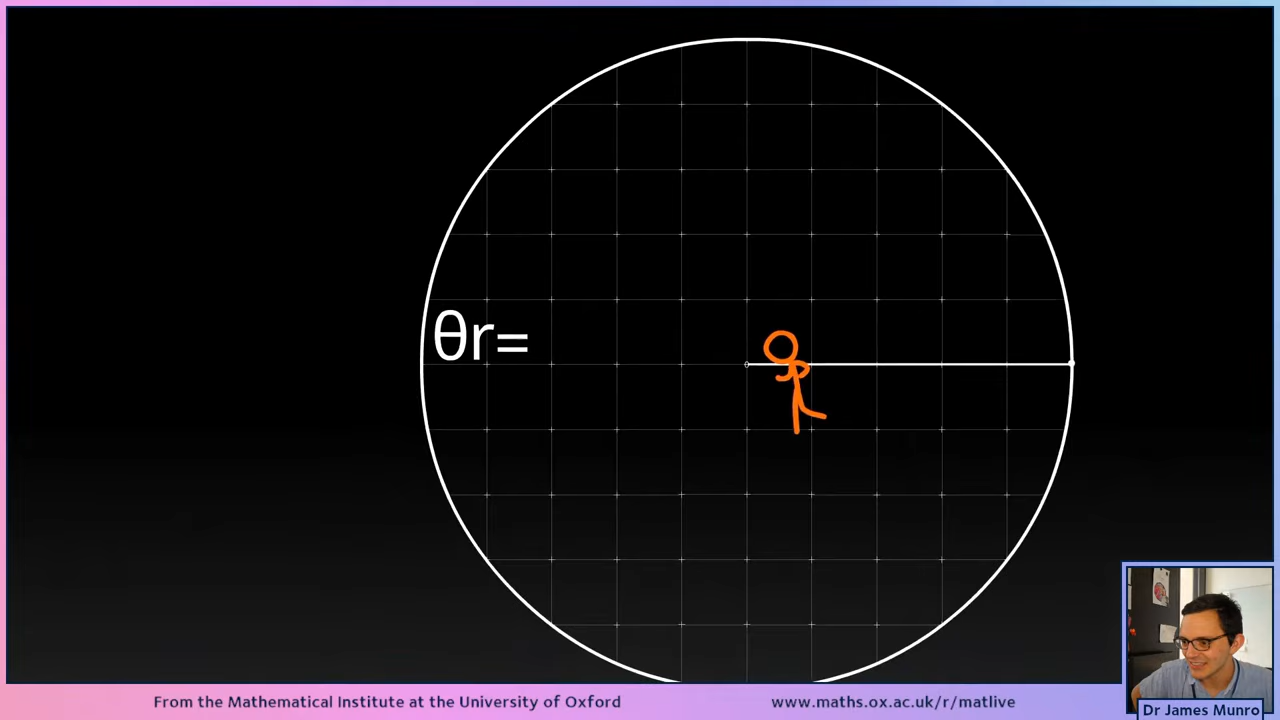 θr=
From the Mathematical Institute at the University of Oxford
www.maths.ox.ac.uk/r/matlive
Dr James Munro